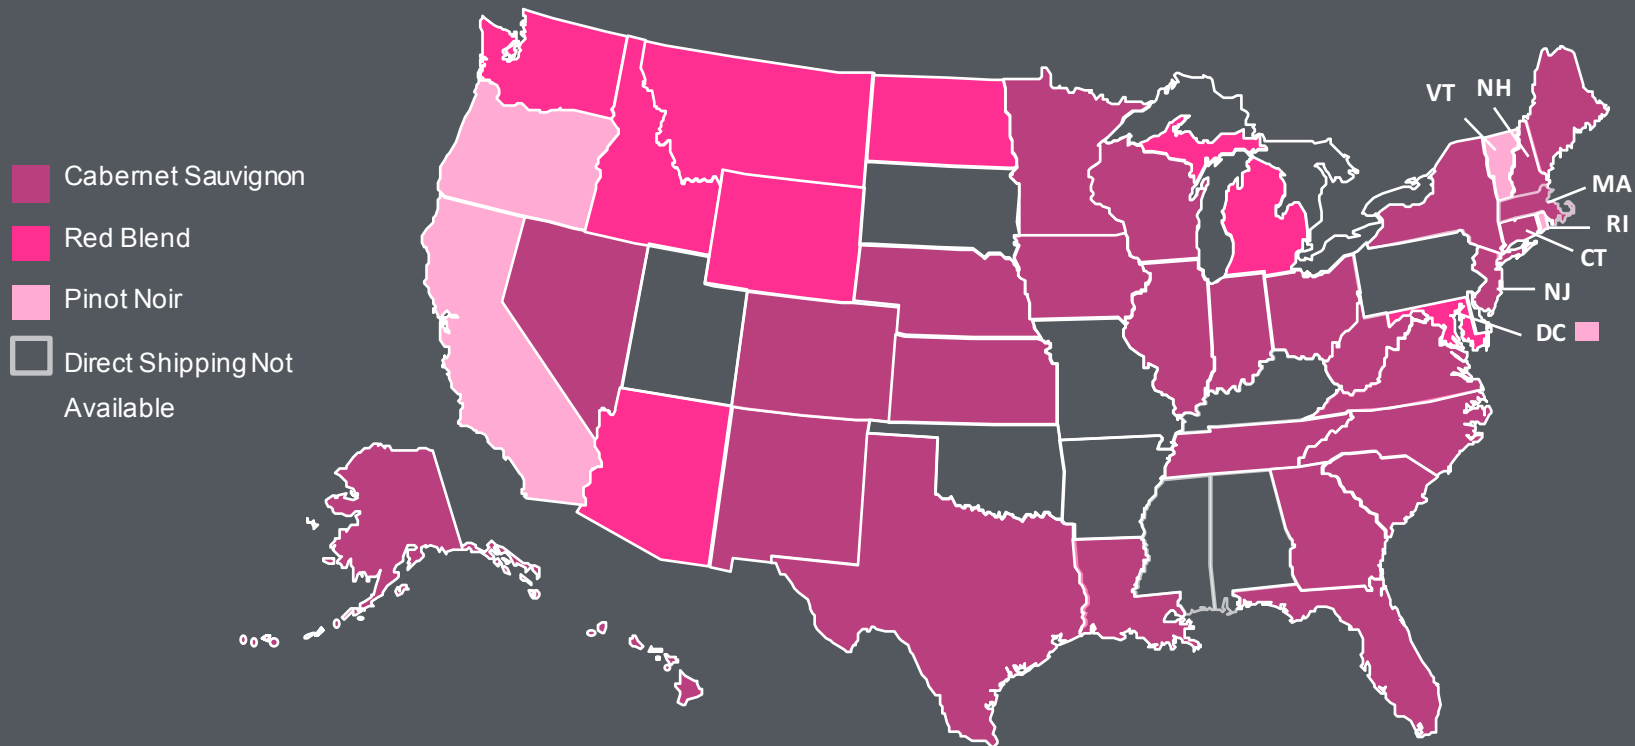 Cabernet Sauvignon
Red Blend
Pinot Noir
Direct Shipping Not
Available
VT
NH
MA
RI
CT
NJ
DC